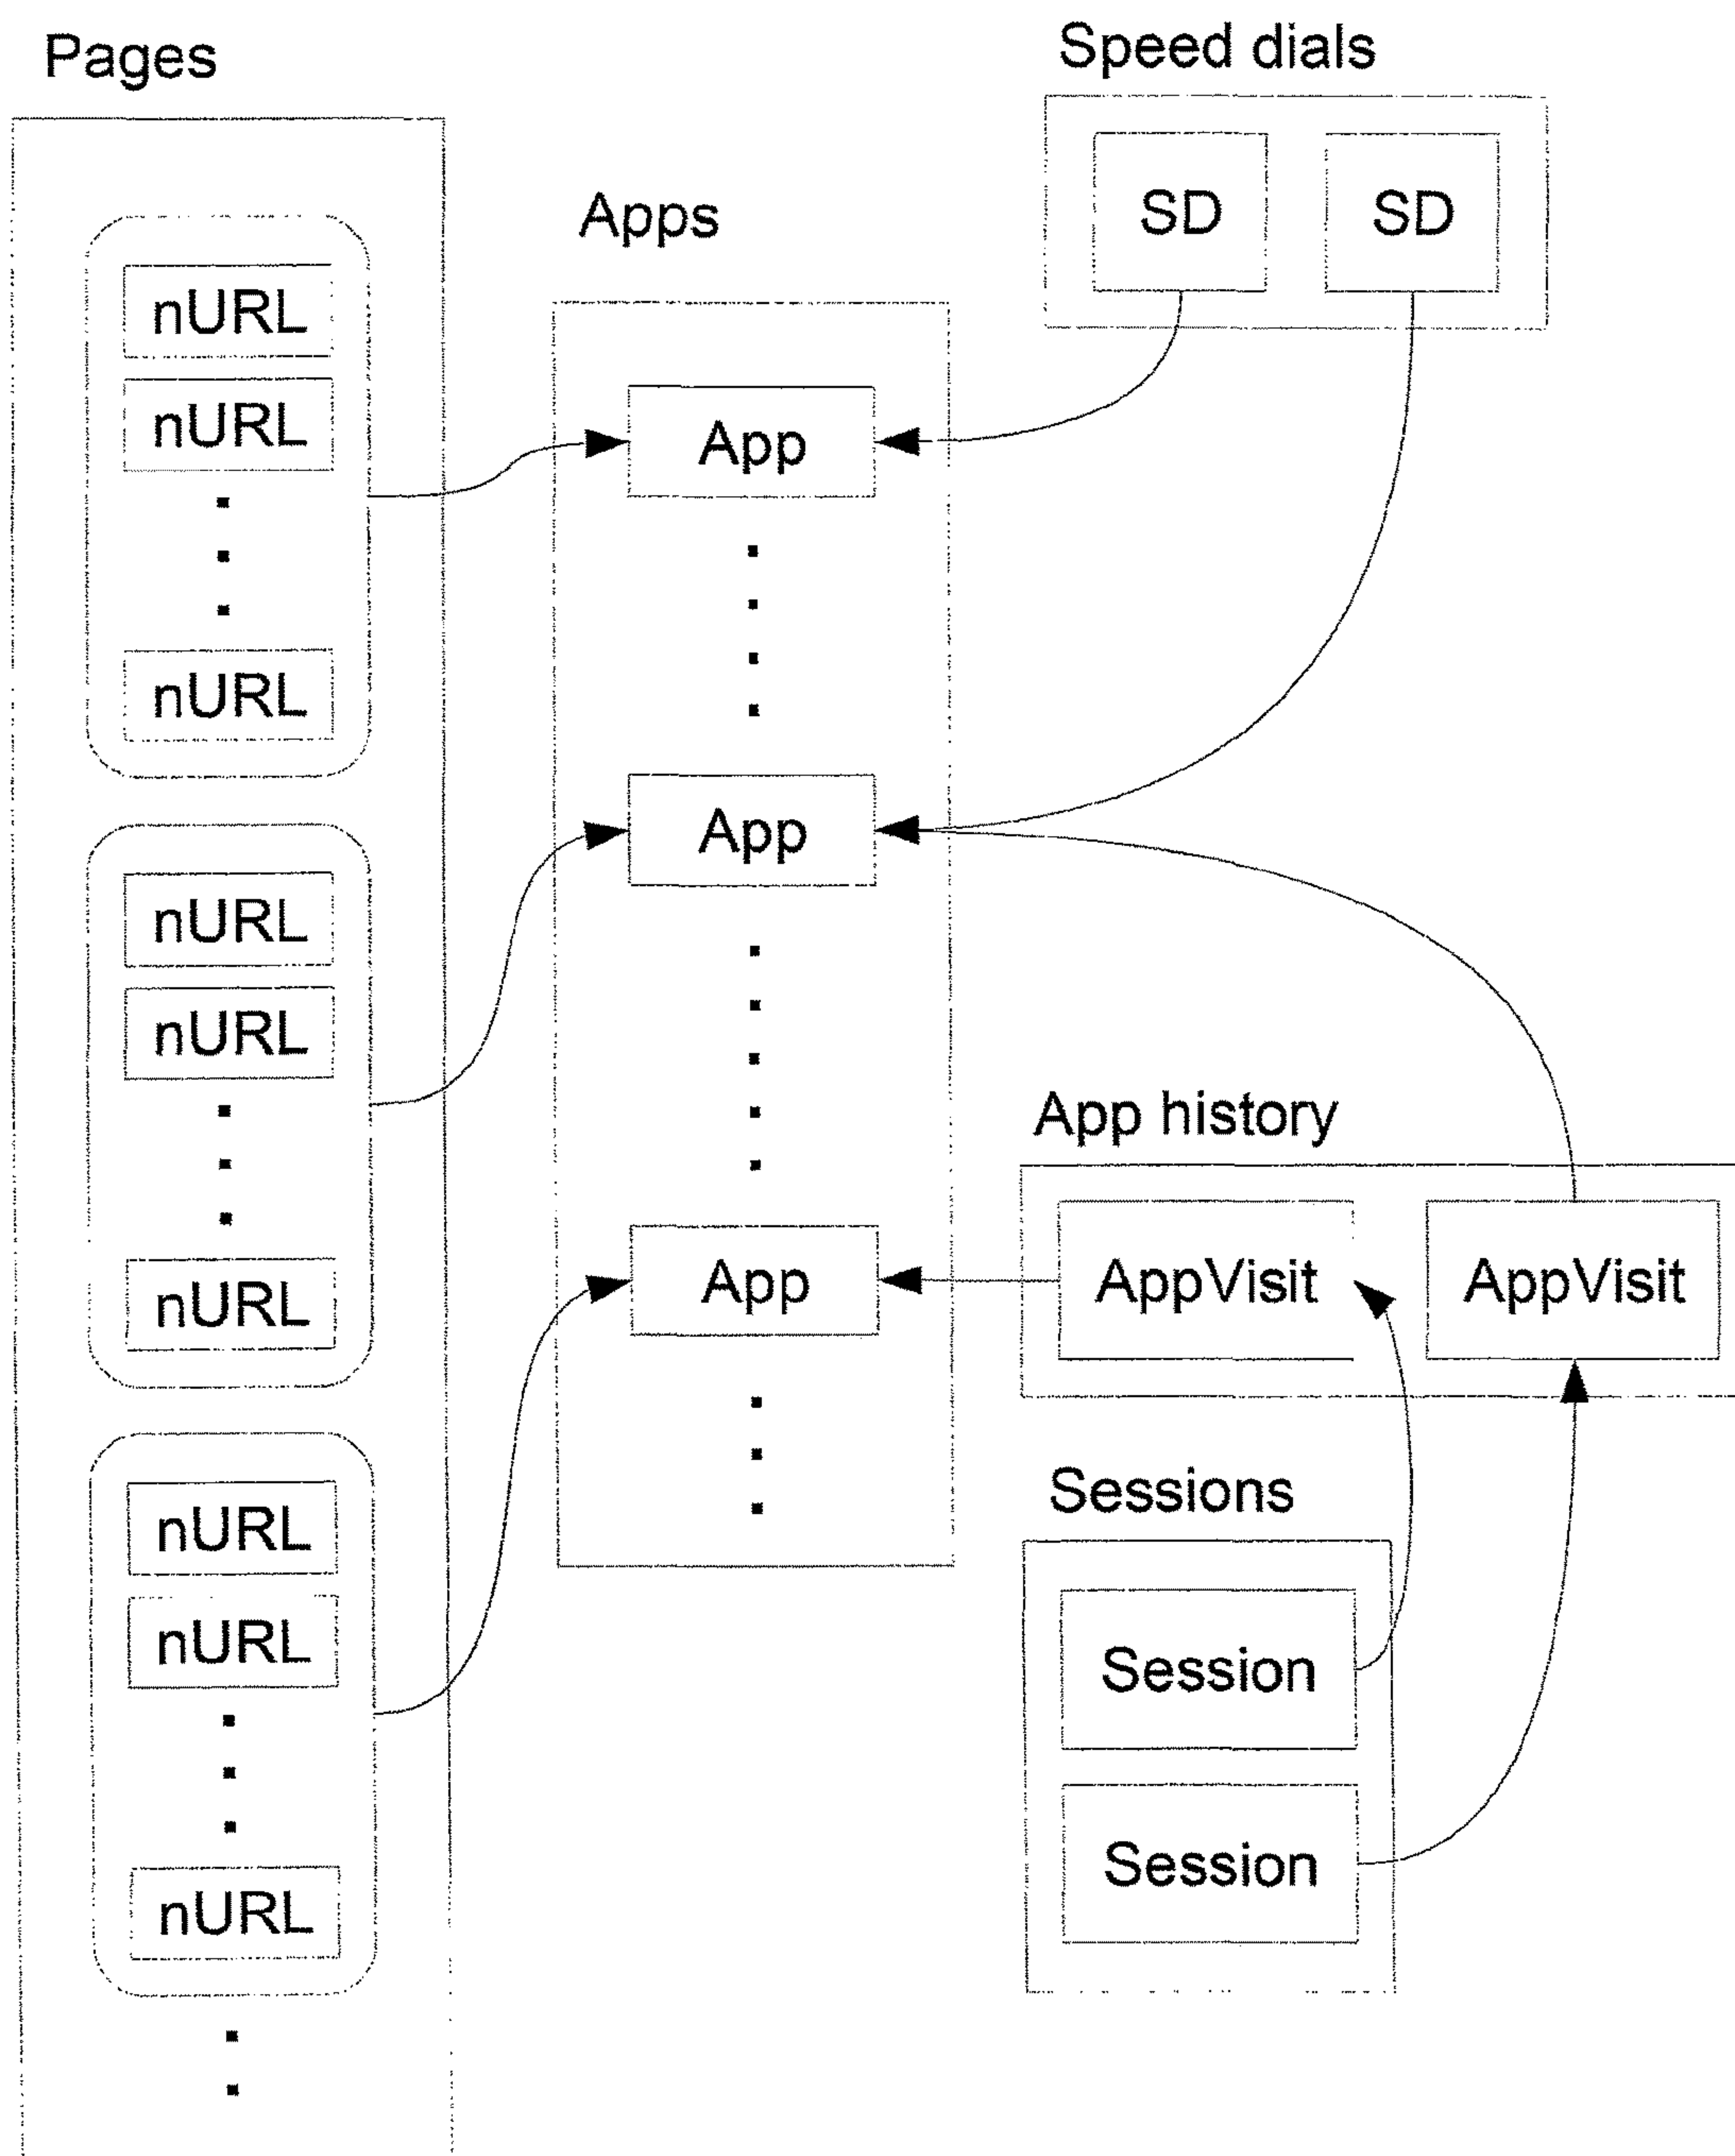 Pages
nURL
nURL
nURL
nURL
nURL
nURL
nURL
nURL
nURL
Apps
App
App
App
Speed dials
SD SD
App history
AppVisit AppVisit
Sessions
Session
Session